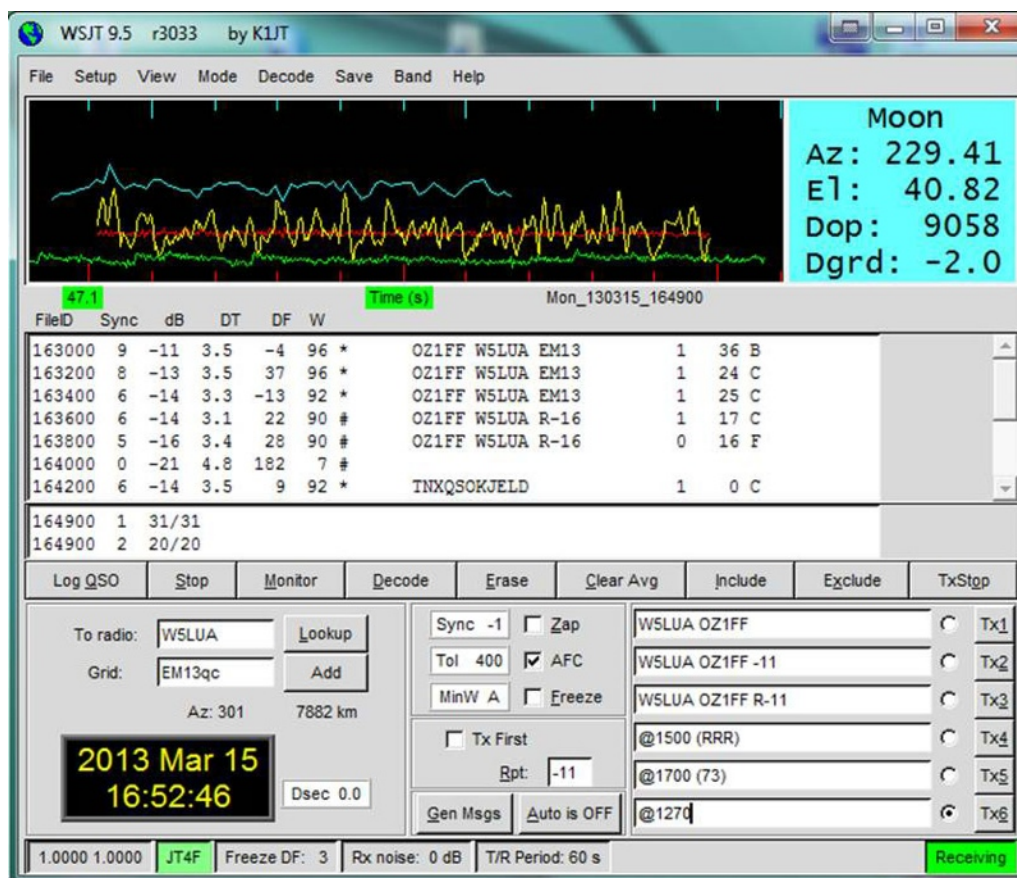 WSJT 9.5 r3033 by K1JT
File Setup View Mode Decode Save Band Help
Moon
Az: 229.41
El: 40.82
Dop: 9058
Dgrd: -2.0
47.1 Time (s) Mon_130315_164900
FileID Sync dB DT DF W
163000 9 -11 3.5 -4 96 * OZ1FF W5LUA EM13 1 36 B
163200 8 -13 3.5 37 96 * OZ1FF W5LUA EM13 1 24 C
163400 6 -14 3.3 -13 92 * OZ1FF W5LUA EM13 1 25 C
163600 6 -14 3.1 22 90 # OZ1FF W5LUA R-16 1 17 C
163800 5 -16 3.4 28 90 # OZ1FF W5LUA R-16 0 16 F
164000 0 -21 4.8 182 7 #
164200 6 -14 3.5 9 92 * TNXQSOKJELD 1 0 C
164900 1 31/31
164900 2 20/20
Log QSO Stop Monitor Decode Erase Clear Avg Include Exclude TxStop
To radio: W5LUA Lookup
Grid: EM13qc Add
Az: 301 7882 km
2013 Mar 15
16:52:46
Dsec 0.0
Sync -1 Zap
Tol 400 AFC
MinW A Freeze
Tx First
Rpt: -11
Gen Msgs Auto is OFF
W5LUA OZ1FF Tx1
W5LUA OZ1FF -11 Tx2
W5LUA OZ1FF R-11 Tx3
@1500 (RRR) Tx4
@1700 (73) Tx5
@1270 Tx6
1.0000 1.0000 JT4F Freeze DF: 3 Rx noise: 0 dB T/R Period: 60 s Receiving